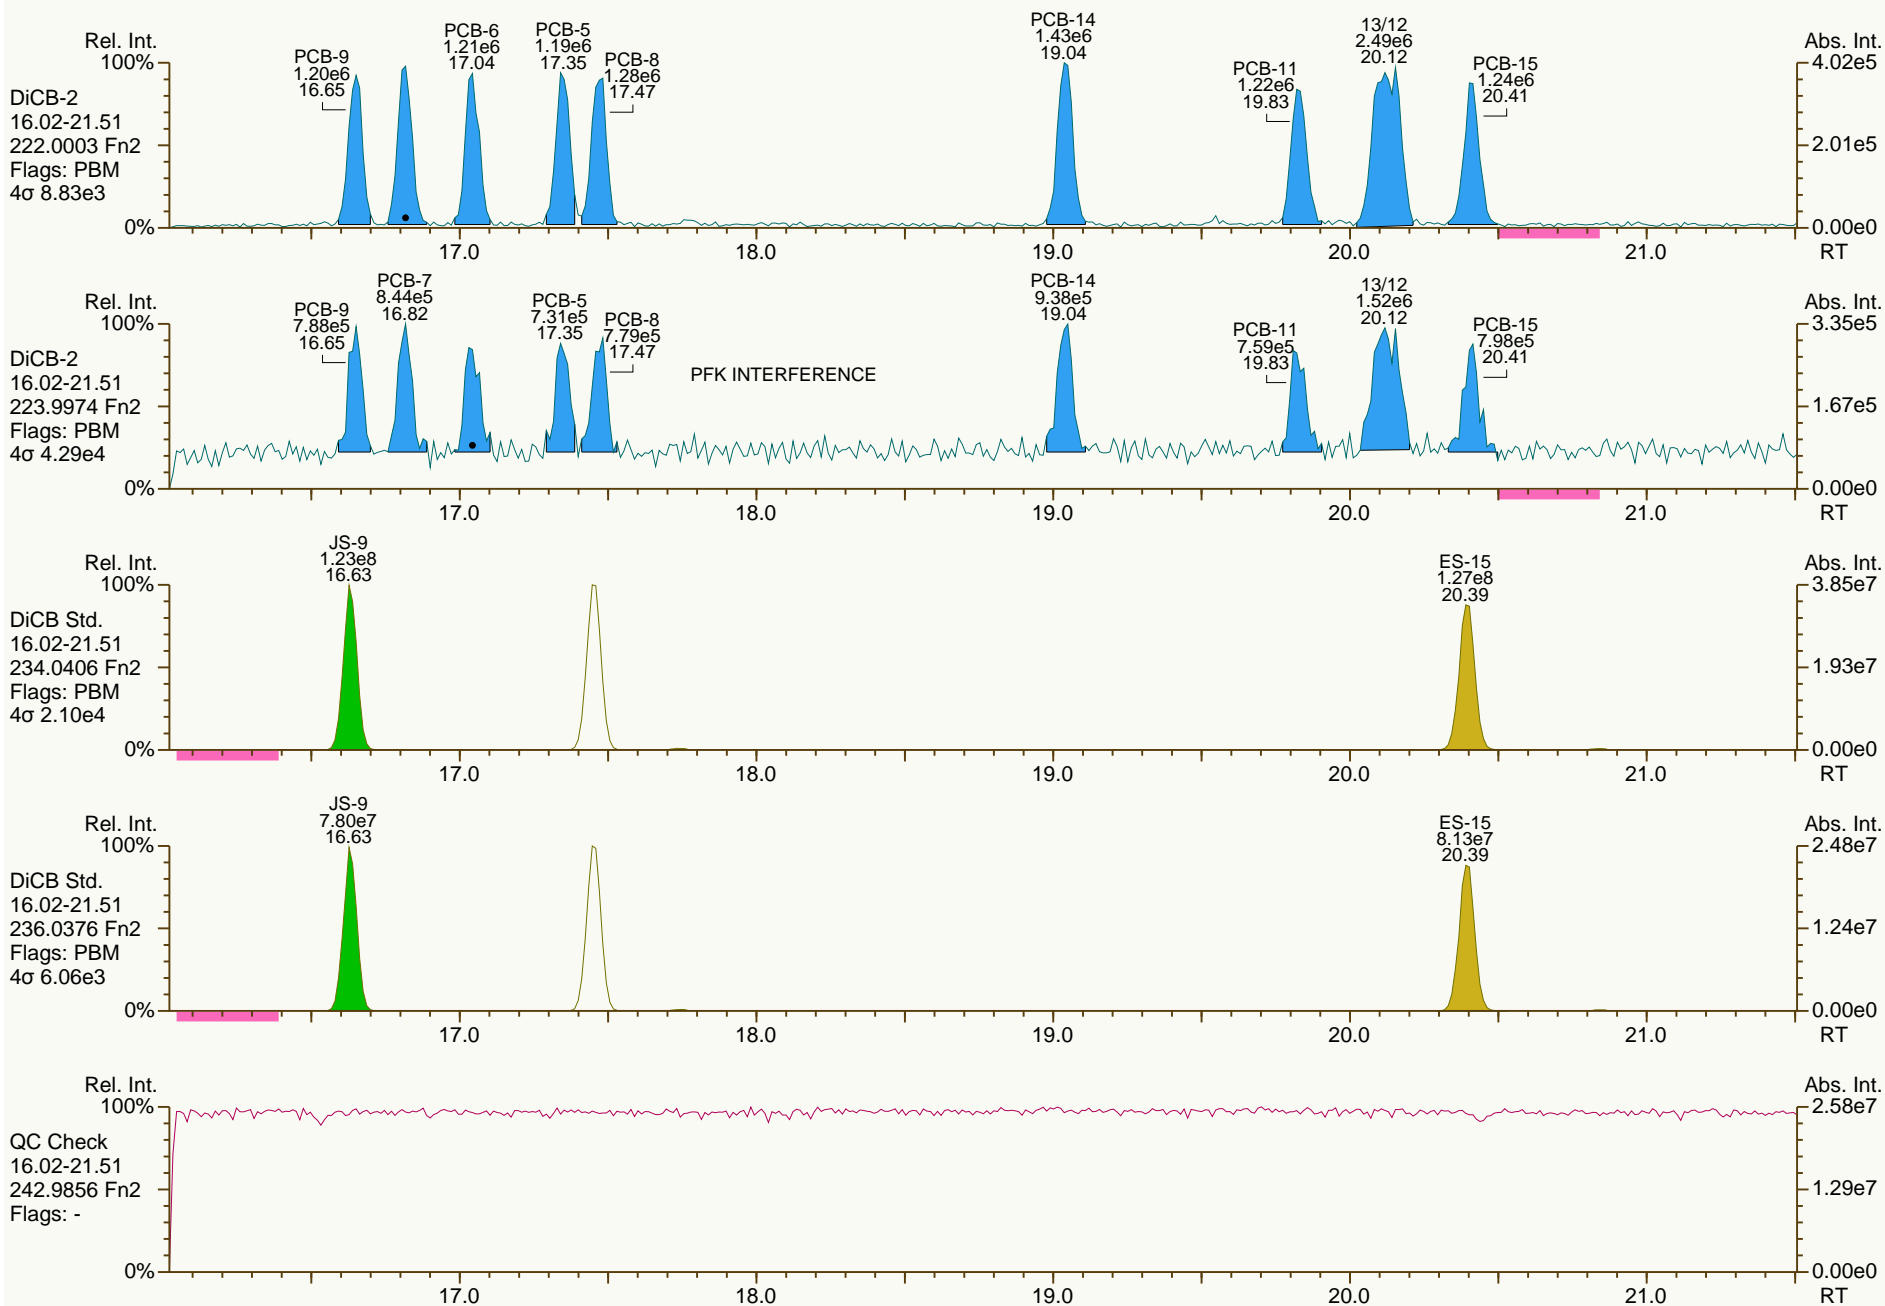 Rel. Int.
100%
0%
DiCB-2
16.02-21.51
222.0003 Fn2
Flags: PBM
4σ 8.83e3
PCB-9
1.20e6
16.65
PCB-6
1.21e6
17.04
PCB-5
1.19e6
17.35
PCB-8
1.28e6
17.47
PCB-14
1.43e6
19.04
PCB-11
1.22e6
19.83
13/12
2.49e6
20.12
PCB-15
1.24e6
20.41
Abs. Int.
4.02e5
2.01e5
0.00e0
17.0 18.0 19.0 20.0 21.0 RT
Rel. Int.
100%
0%
DiCB-2
16.02-21.51
223.9974 Fn2
Flags: PBM
4σ 4.29e4
PCB-9
7.88e5
16.65
PCB-7
8.44e5
16.82
PCB-5
7.31e5
17.35
PCB-8
7.79e5
17.47
PFK INTERFERENCE
PCB-14
9.38e5
19.04
PCB-11
7.59e5
19.83
13/12
1.52e6
20.12
PCB-15
7.98e5
20.41
Abs. Int.
3.35e5
1.67e5
0.00e0
17.0 18.0 19.0 20.0 21.0 RT
Rel. Int.
100%
0%
DiCB Std.
16.02-21.51
234.0406 Fn2
Flags: PBM
4σ 2.10e4
JS-9
1.23e8
16.63
ES-15
1.27e8
20.39
Abs. Int.
3.85e7
1.93e7
0.00e0
17.0 18.0 19.0 20.0 21.0 RT
Rel. Int.
100%
0%
DiCB Std.
16.02-21.51
236.0376 Fn2
Flags: PBM
4σ 6.06e3
JS-9
7.80e7
16.63
ES-15
8.13e7
20.39
Abs. Int.
2.48e7
1.24e7
0.00e0
17.0 18.0 19.0 20.0 21.0 RT
Rel. Int.
100%
0%
QC Check
16.02-21.51
242.9856 Fn2
Flags: -
Abs. Int.
2.58e7
1.29e7
0.00e0
17.0 18.0 19.0 20.0 21.0 RT